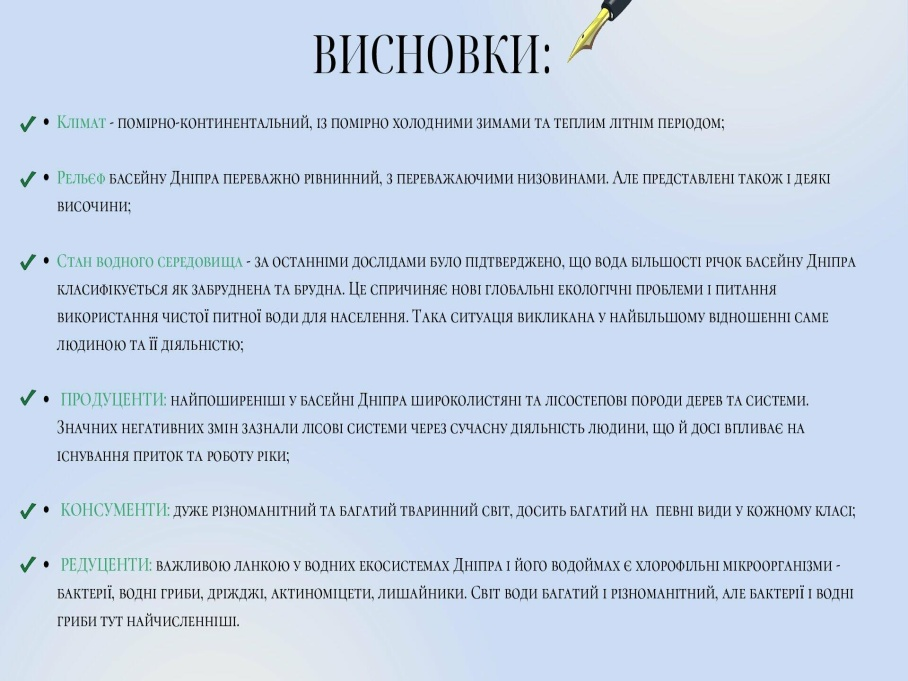 ВИСНОВКИ:
✓ • Клімат - помірно-континентальний, із помірно холодними зимами та теплим літнім періодом;
✓ • Рельєф басейну Дніпра переважно рівнинний, з переважаючими низовинами. Але представлені також і деякі
височини;
✓ • Стан водного середовища - за останніми дослідами було підтверджено, що вода більшості річок басейну Дніпра
класифікується як забруднена та брудна. Це спричиняє нові глобальні екологічні проблеми і питання
використання чистої питної води для населення. Така ситуація викликана у найбільшому відношенні саме
людиною та її діяльністю;
✓ • ПРОДУЦЕНТИ: найпоширеніші у басейні Дніпра широколистяні та лісостепові породи дерев та системи.
Значних негативних змін зазнали лісові системи через сучасну діяльність людини, що й досі впливає на
існування приток та роботу ріки;
✓ • КОНСУМЕНТИ: дуже різноманітний та багатий тваринний світ, досить багатий на певні види у кожному класі;
✓ • РЕДУЦЕНТИ: важливою ланкою у водних екосистемах Дніпра і його водоймах є хлорофільні мікроорганізми -
бактерії, водні гриби, дріжджі, актиноміцети, лишайники. Світ води багатий і різноманітний, але бактерії і водні
гриби тут найчисленніші.